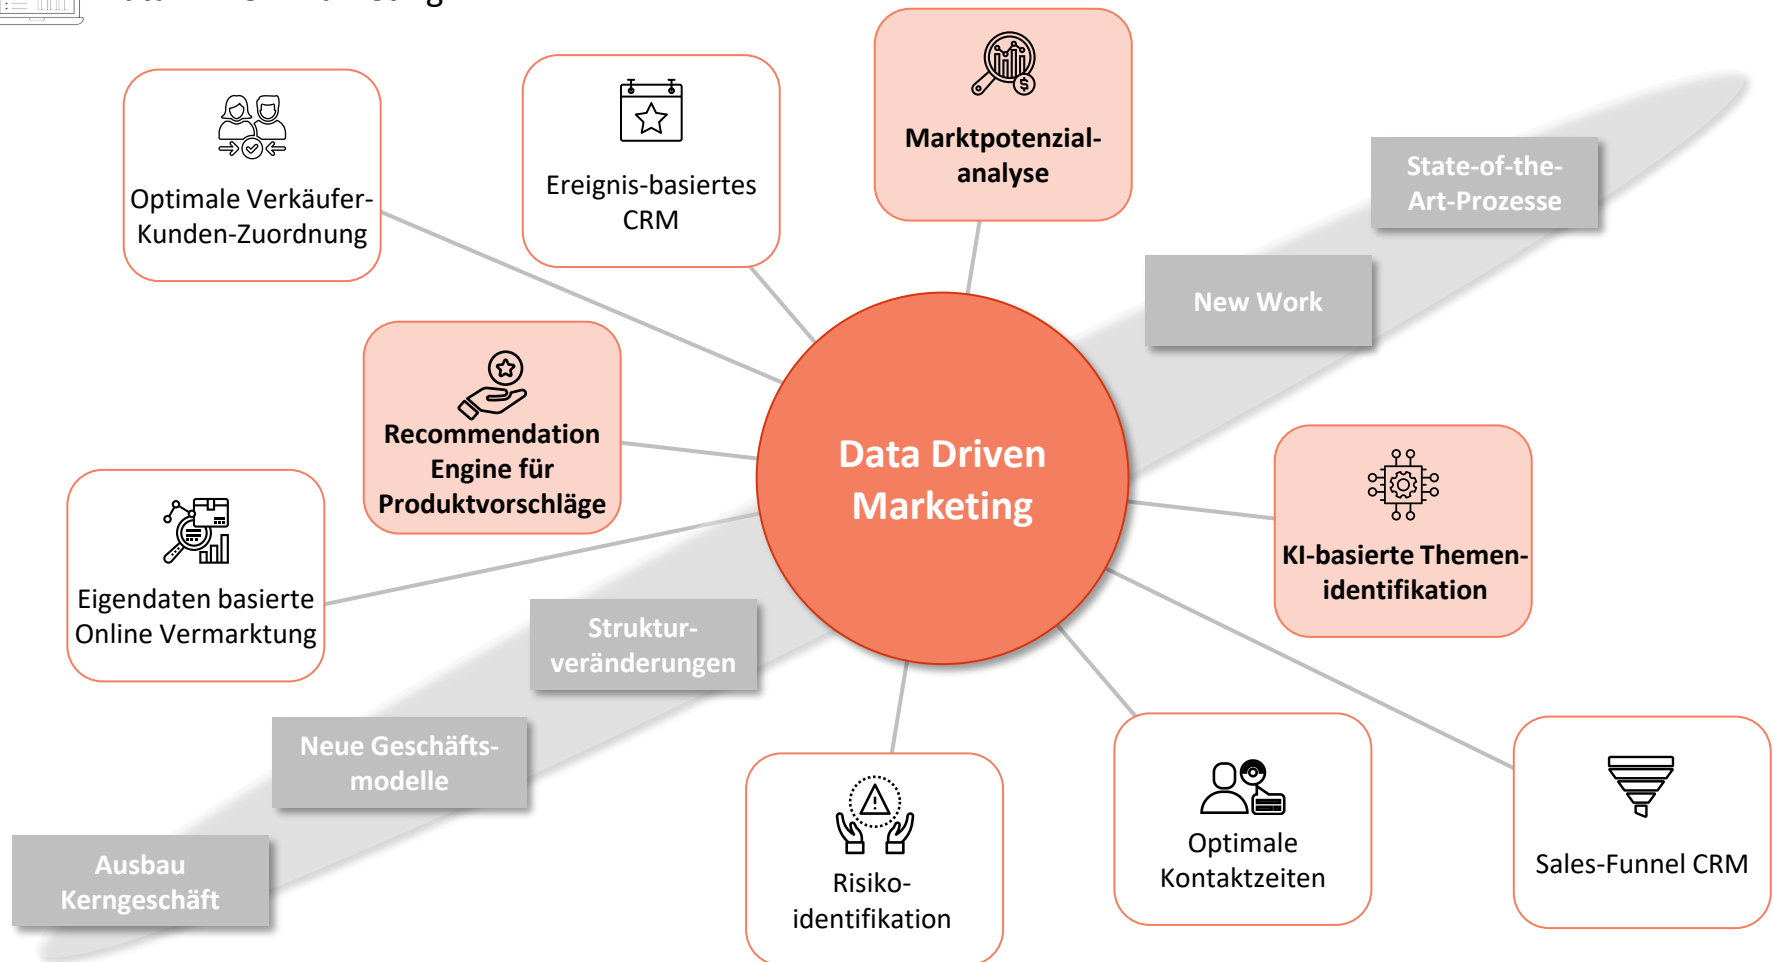 Marktpotenzial-
analyse
Optimale Verkäufer-
Kunden-Zuordnung
Ereignis-basiertes
CRM
State-of-the-
Art-Prozesse
New Work
Recommendation
Engine für
Produktvorschläge
Data Driven
Marketing
KI-basierte Themen-
identifikation
Eigendaten basierte
Online Vermarktung
Struktur-
veränderungen
Neue Geschäfts-
modelle
Ausbau
Kerngeschäft
Risiko-
identifikation
Optimale
Kontaktzeiten
Sales-Funnel CRM